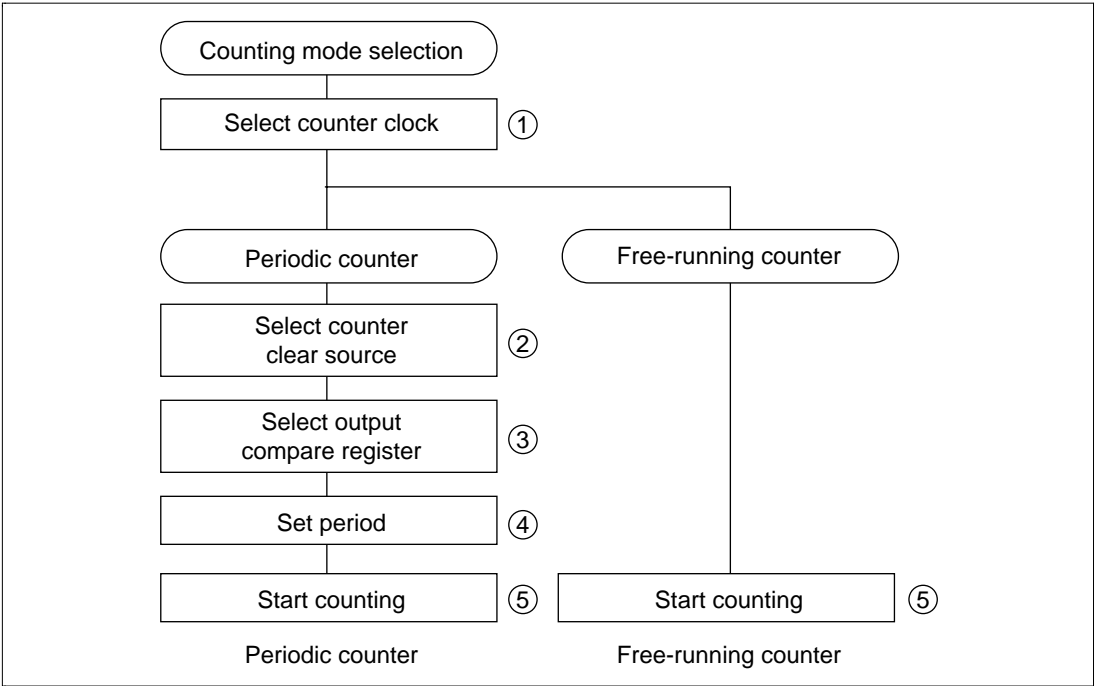 Counting mode selection
Select counter clock
①
Periodic counter
Free-running counter
Select counter
clear source
②
Select output
compare register
③
Set period
④
Start counting
⑤
Start counting
⑤
Periodic counter
Free-running counter